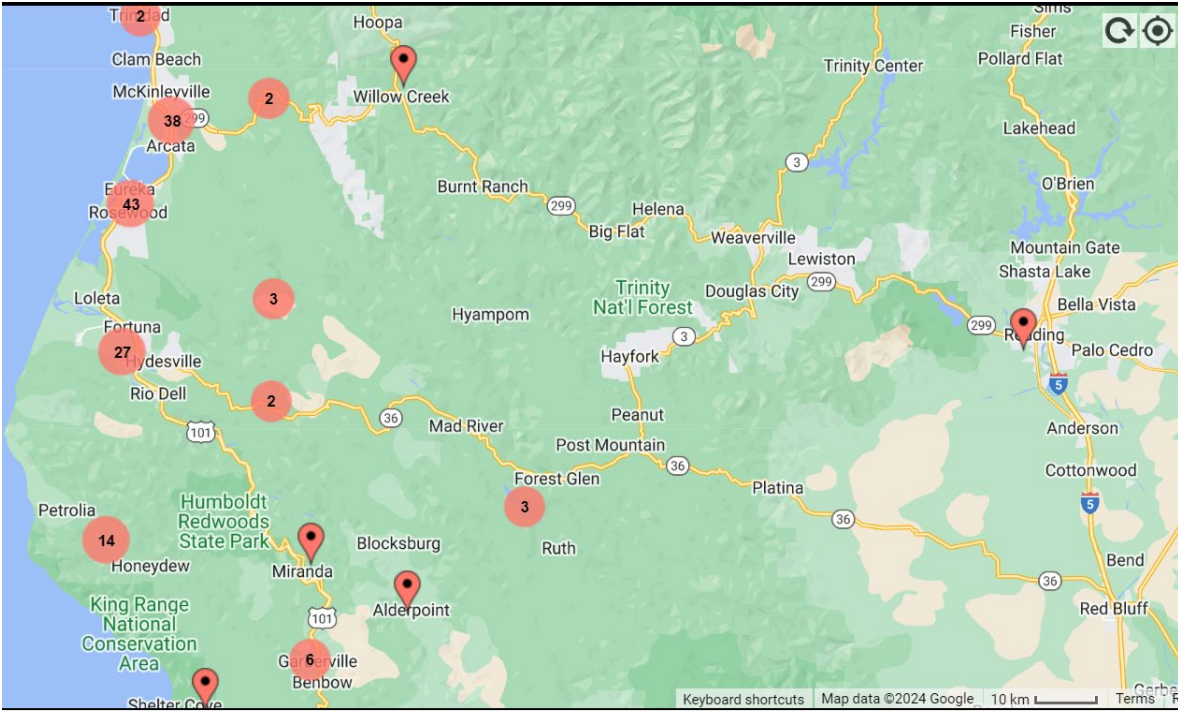 Sims
Trinidad
2
Hoopa
Fisher
Clam Beach
Trinity Center
Pollard Flat
McKinleyville
2
Willow Creek
38
299
Lakehead
Arcata
3
Eureka
43
Rosewood
Burnt Ranch
O'Brien
299
Helena
Big Flat
Weaverville
Mountain Gate
Lewiston
Shasta Lake
Loleta
3
Trinity
Nat'l Forest
Douglas City
299
Bella Vista
Hyampom
Fortuna
299
Redding
3
27
Hydesville
Hayfork
Palo Cedro
5
Rio Dell
2
36
Peanut
Mad River
Anderson
101
Post Mountain
36
Cottonwood
Forest Glen
Platina
5
Humboldt
Redwoods
State Park
Petrolia
3
36
14
Blocksburg
Ruth
Honeydew
Miranda
Bend
36
King Range
National
Conservation
Area
Alderpoint
101
Red Bluff
6
Garberville
Benbow
Shelter Cove
Keyboard shortcuts
Map data ©2024 Google
10 km
Terms
R
Gerbe